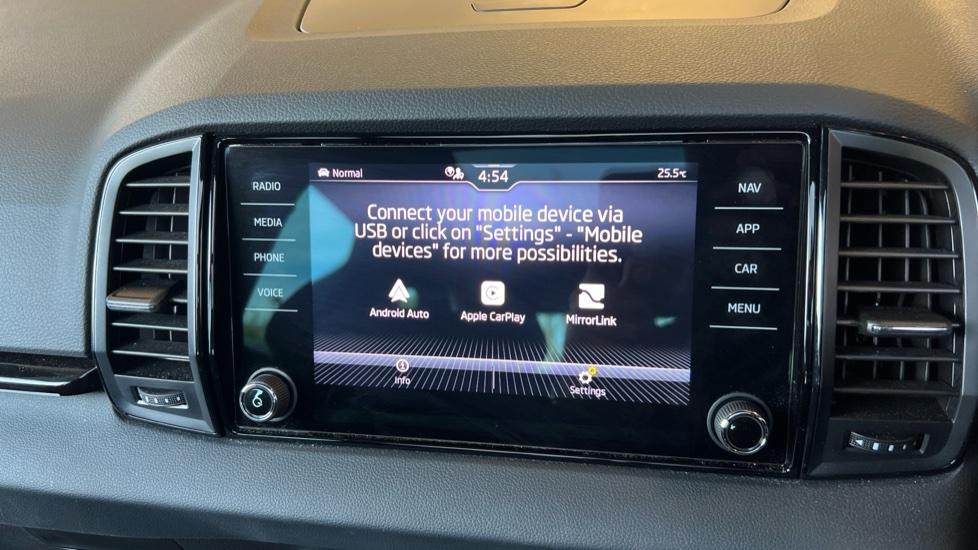 Normal
4:54
25.5°C
RADIO
MEDIA
PHONE
VOICE
Connect your mobile device via
USB or click on "Settings" - "Mobile
devices" for more possibilities.
Android Auto
Apple CarPlay
MirrorLink
Info
Settings
NAV
APP
CAR
MENU